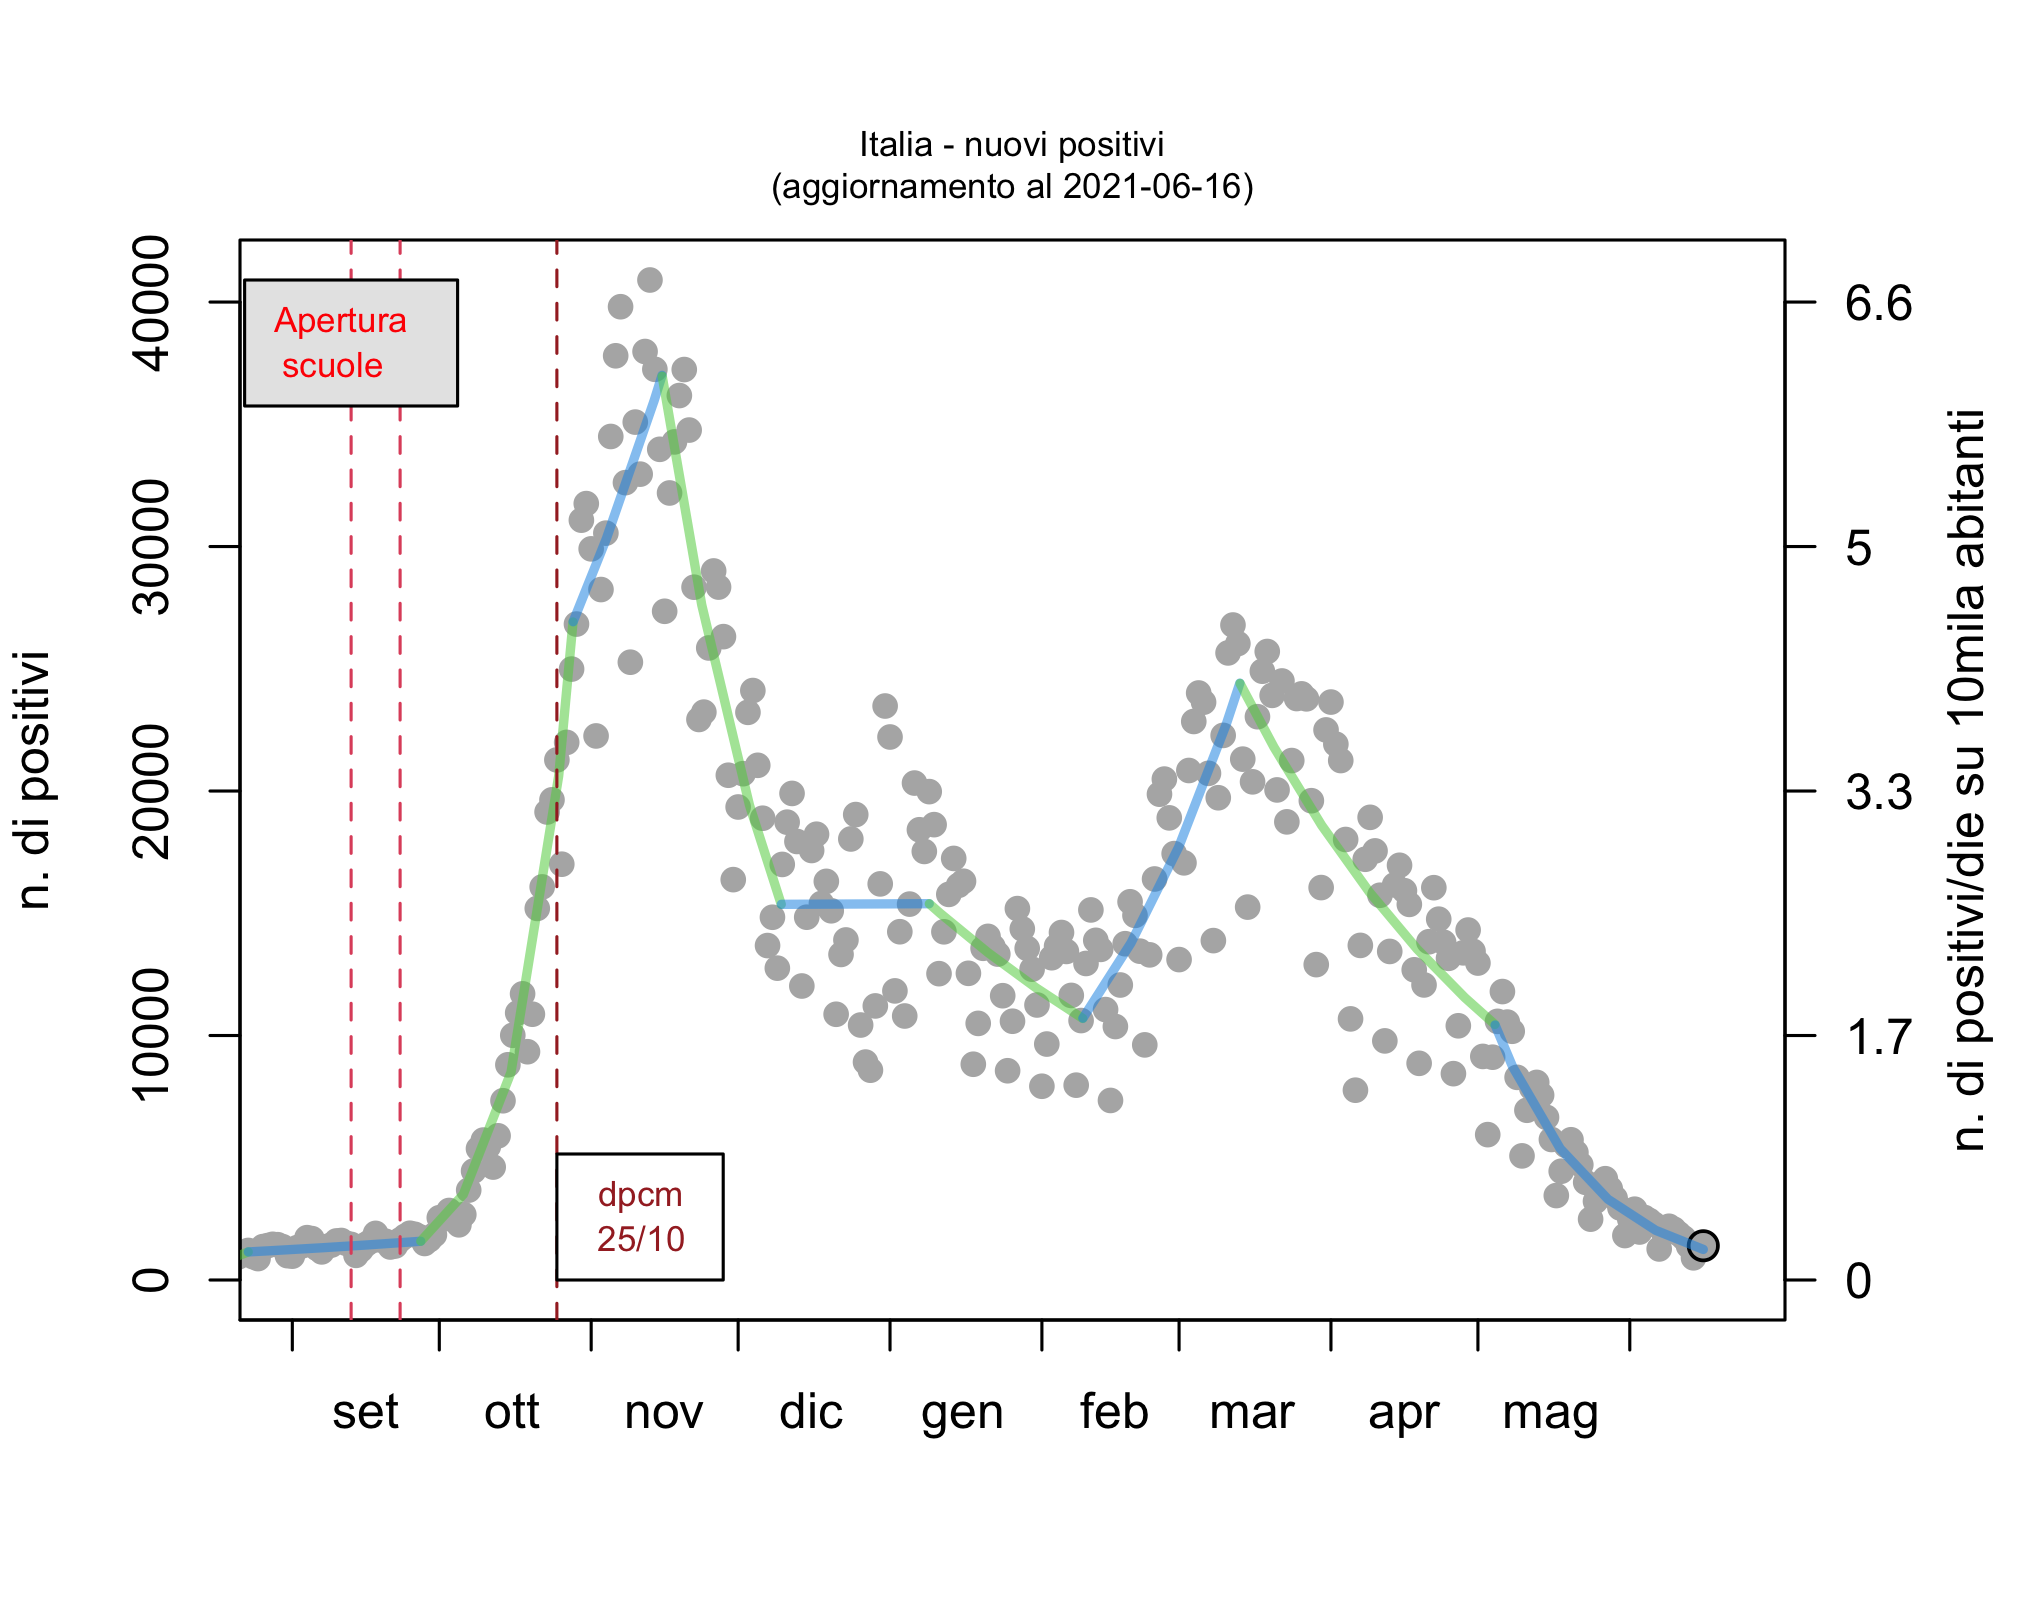 Italia - nuovi positivi
(aggiornamento al 2021-06-16)
n. di positivi
40000
30000
20000
10000
0
Apertura
scuole
dpcm
25/10
6.6
5
3.3
1.7
0
n. di positivi/die su 10mila abitanti
set ott nov dic gen feb mar apr mag